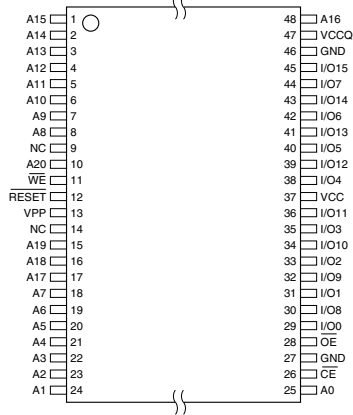 A15 1 48 A16
A14 2 47 VCCQ
A13 3 46 GND
A12 4 45 I/O15
A11 5 44 I/O7
A10 6 43 I/O14
A9 7 42 I/O6
A8 8 41 I/O13
NC 9 40 I/O5
A20 10 39 I/O12
WE 11 38 I/O4
RESET 12 37 VCC
VPP 13 36 I/O11
NC 14 35 I/O3
A19 15 34 I/O10
A18 16 33 I/O2
A17 17 32 I/O9
A7 18 31 I/O1
A6 19 30 I/O8
A5 20 29 I/O0
A4 21 28 OE
A3 22 27 GND
A2 23 26 CE
A1 24 25 A0